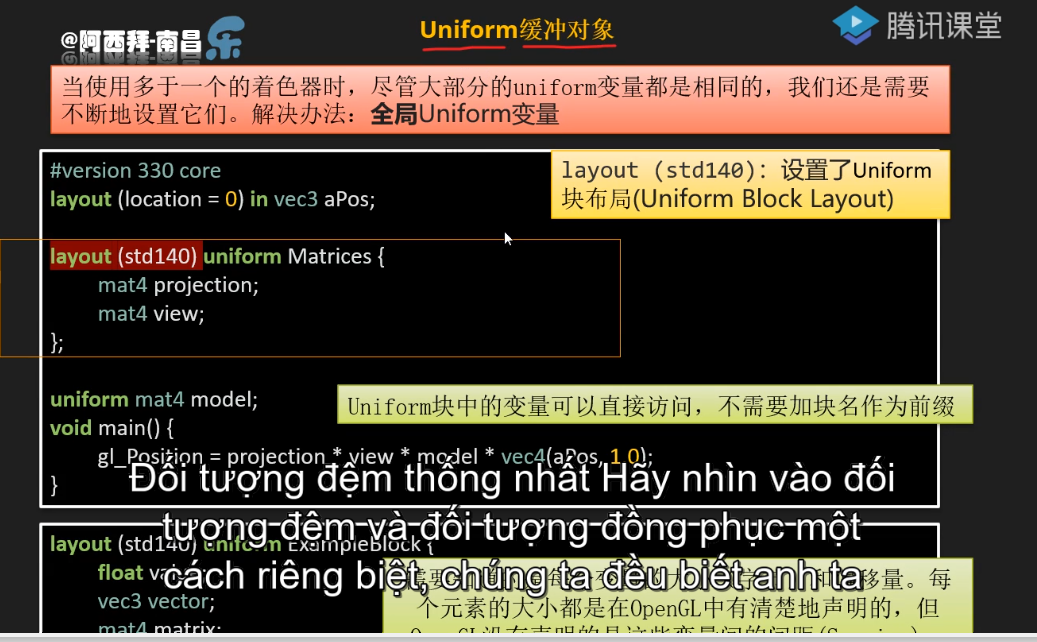 @阿西拜-南昌
Uniform缓冲对象
腾讯课堂
当使用多于一个的着色器时，尽管大部分的uniform变量都是相同的，我们还是需要
不断地设置它们。解决办法：全局Uniform变量
#version 330 core
layout (location = 0) in vec3 aPos;
layout (std140)：设置了Uniform
块布局(Uniform Block Layout)
layout (std140) uniform Matrices {
mat4 projection;
mat4 view;
};
uniform mat4 model;
Uniform块中的变量可以直接访问，不需要加块名作为前缀
void main() {
gl_Position = projection * view * model * vec4(aPos, 1.0);
}
Đối tượng đệm thống nhất Hãy nhìn vào đối
tượng đệm và đối tượng đồng phục một
cách riêng biệt, chúng ta đều biết anh ta
layout (std140) uniform ExampleBlock {
float
vec3 vector;
mat4 matrix;
移量。每
个元素的大小都是在OpenGL中有清楚地声明的，但